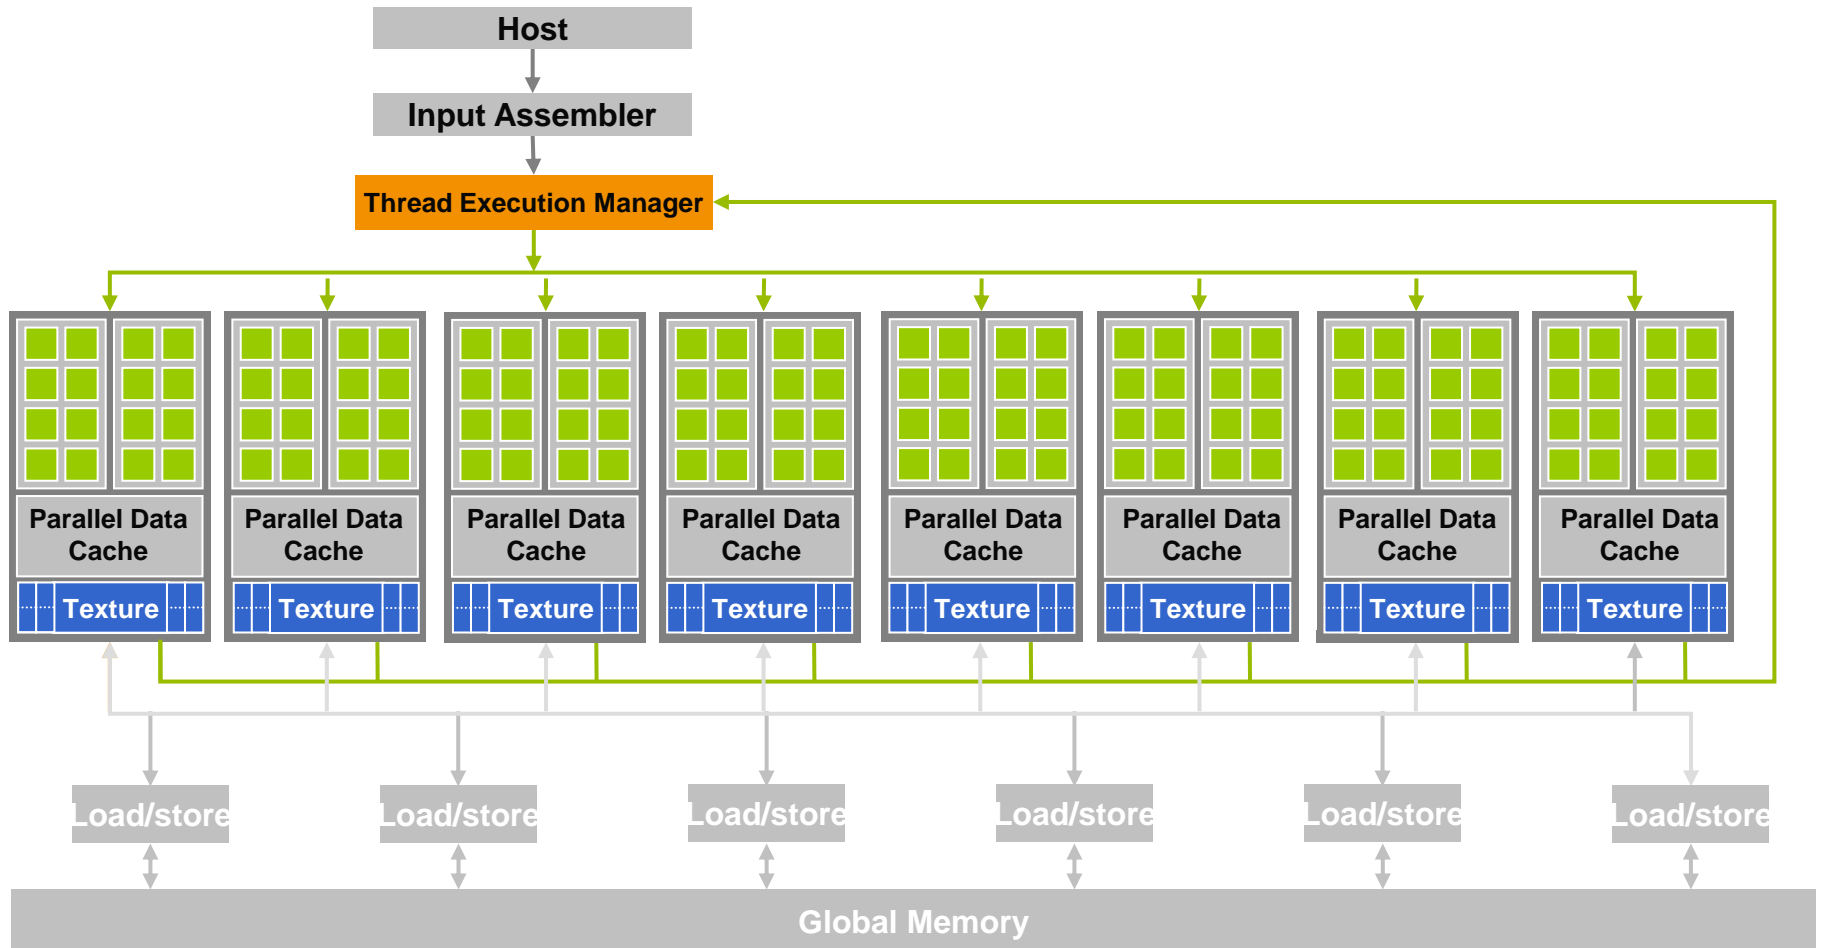 Host
Input Assembler
Thread Execution Manager
Parallel Data
Cache
Parallel Data
Cache
Parallel Data
Cache
Parallel Data
Cache
Parallel Data
Cache
Parallel Data
Cache
Parallel Data
Cache
Parallel Data
Cache
Texture
Texture
Texture
Texture
Texture
Texture
Texture
Texture
Load/store
Load/store
Load/store
Load/store
Load/store
Load/store
Global Memory